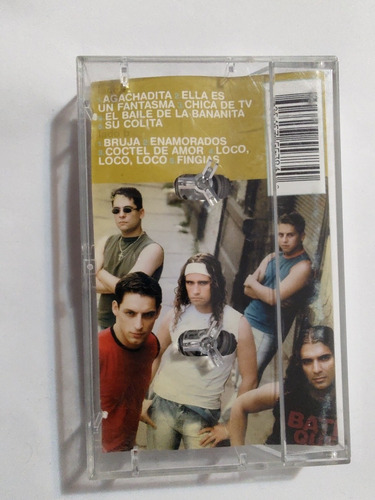 AGACHADITA ELLA ES
UN FANTASMA CHICA DE TV
EL BAILE DE LA BANANITA
SU COLITA
BRUJA ENAMORADOS
COCTEL DE AMOR LOCO,
LOCO, LOCO FINGIAS